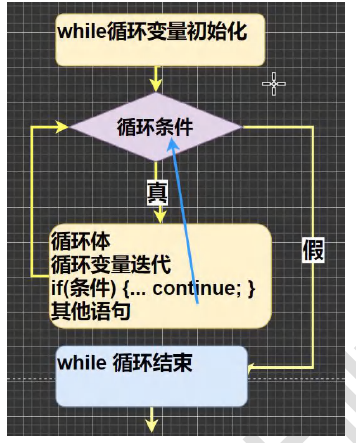 while循环变量初始化
循环条件
真
循环体
循环变量迭代
if(条件) {... continue; }
其他语句
假
while 循环结束